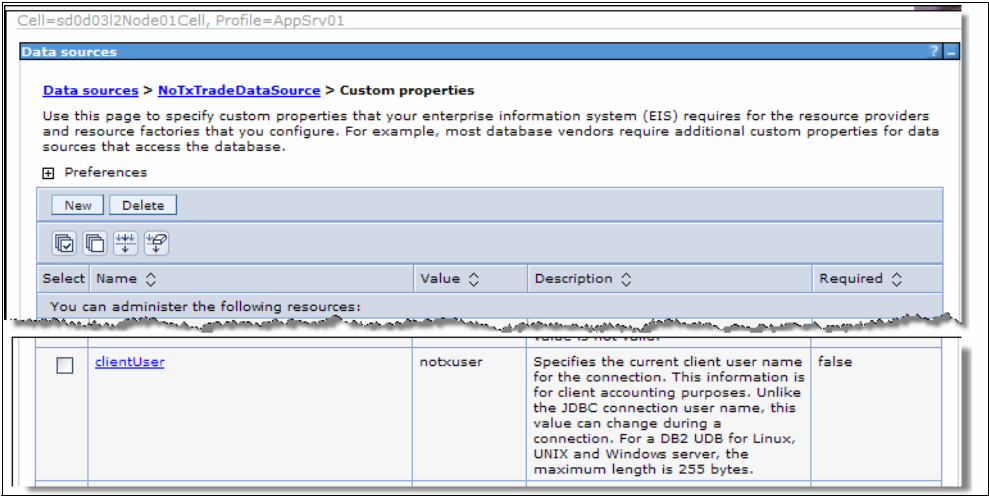 Cell=sd0d03l2Node01Cell, Profile=AppSrv01
Data sources
? -
Data sources > NoTxTradeDataSource > Custom properties
Use this page to specify custom properties that your enterprise information system (EIS) requires for the resource providers
and resource factories that you configure. For example, most database vendors require additional custom properties for data
sources that access the database.
Preferences
New Delete
Select Name Value Description Required
You can administer the following resources:
value is not valid.
clientUser notxuser Specifies the current client user name false
for the connection. This information is
for client accounting purposes. Unlike
the JDBC connection user name, this
value can change during a
connection. For a DB2 UDB for Linux,
UNIX and Windows server, the
maximum length is 255 bytes.